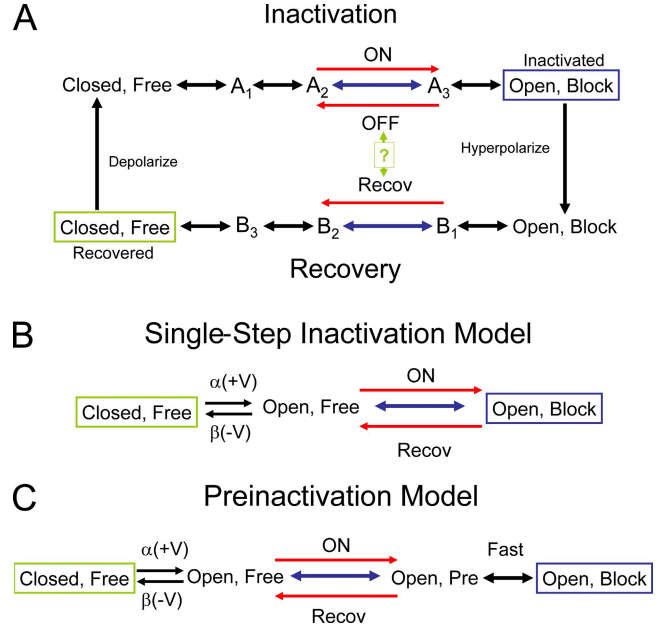 A
Inactivation
ON
Inactivated
Closed, Free A₁ A₂ A₃ Open, Block
OFF
Depolarize ? Hyperpolarize
Recov
Closed, Free B₃ B₂ B₁ Open, Block
Recovered
Recovery
B
Single-Step Inactivation Model
α(+V) ON
Closed, Free Open, Free Open, Block
β(-V) Recov
C
Preinactivation Model
α(+V) ON Fast
Closed, Free Open, Free Open, Pre Open, Block
β(-V) Recov